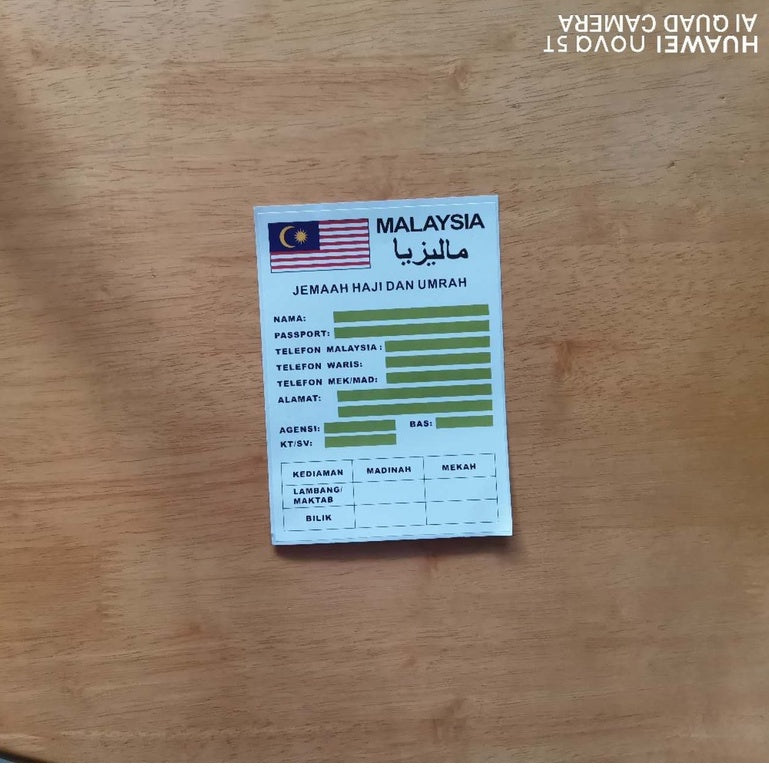 HUAWEI nova 5T
AI QUAD CAMERA
MALAYSIA
ماليزيا
JEMAAH HAJI DAN UMRAH
NAMA:
PASSPORT:
TELEFON MALAYSIA :
TELEFON WARIS:
TELEFON MEK/MAD:
ALAMAT:
AGENSI: BAS:
KT/SV:
KEDIAMAN MADINAH MEKAH
LAMBANG/
MAKTAB
BILIK